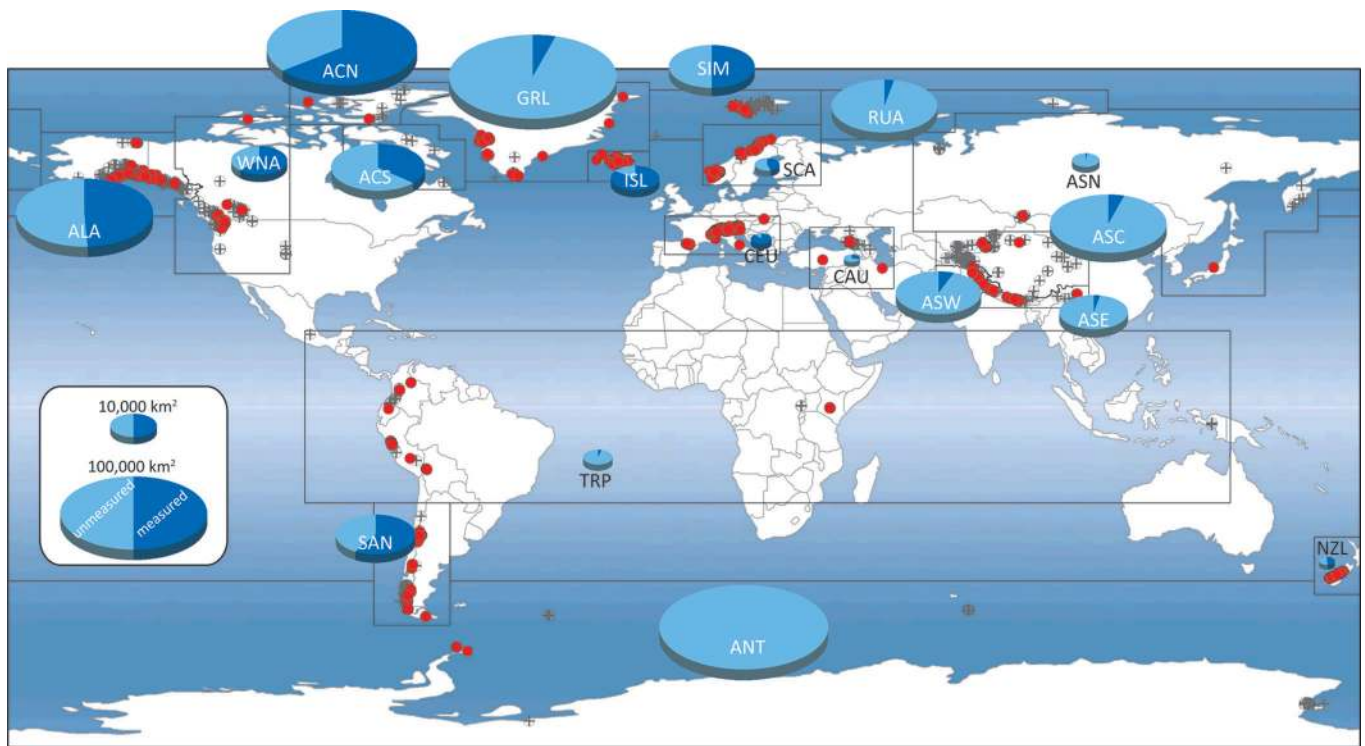 ACN
GRL
SIM
RUA
WNA
ACS
ISL
SCA
ASN
ALA
CEU
CAU
ASC
ASW
ASE
10,000 km²
100,000 km²
unmeasured
measured
TRP
SAN
NZL
ANT